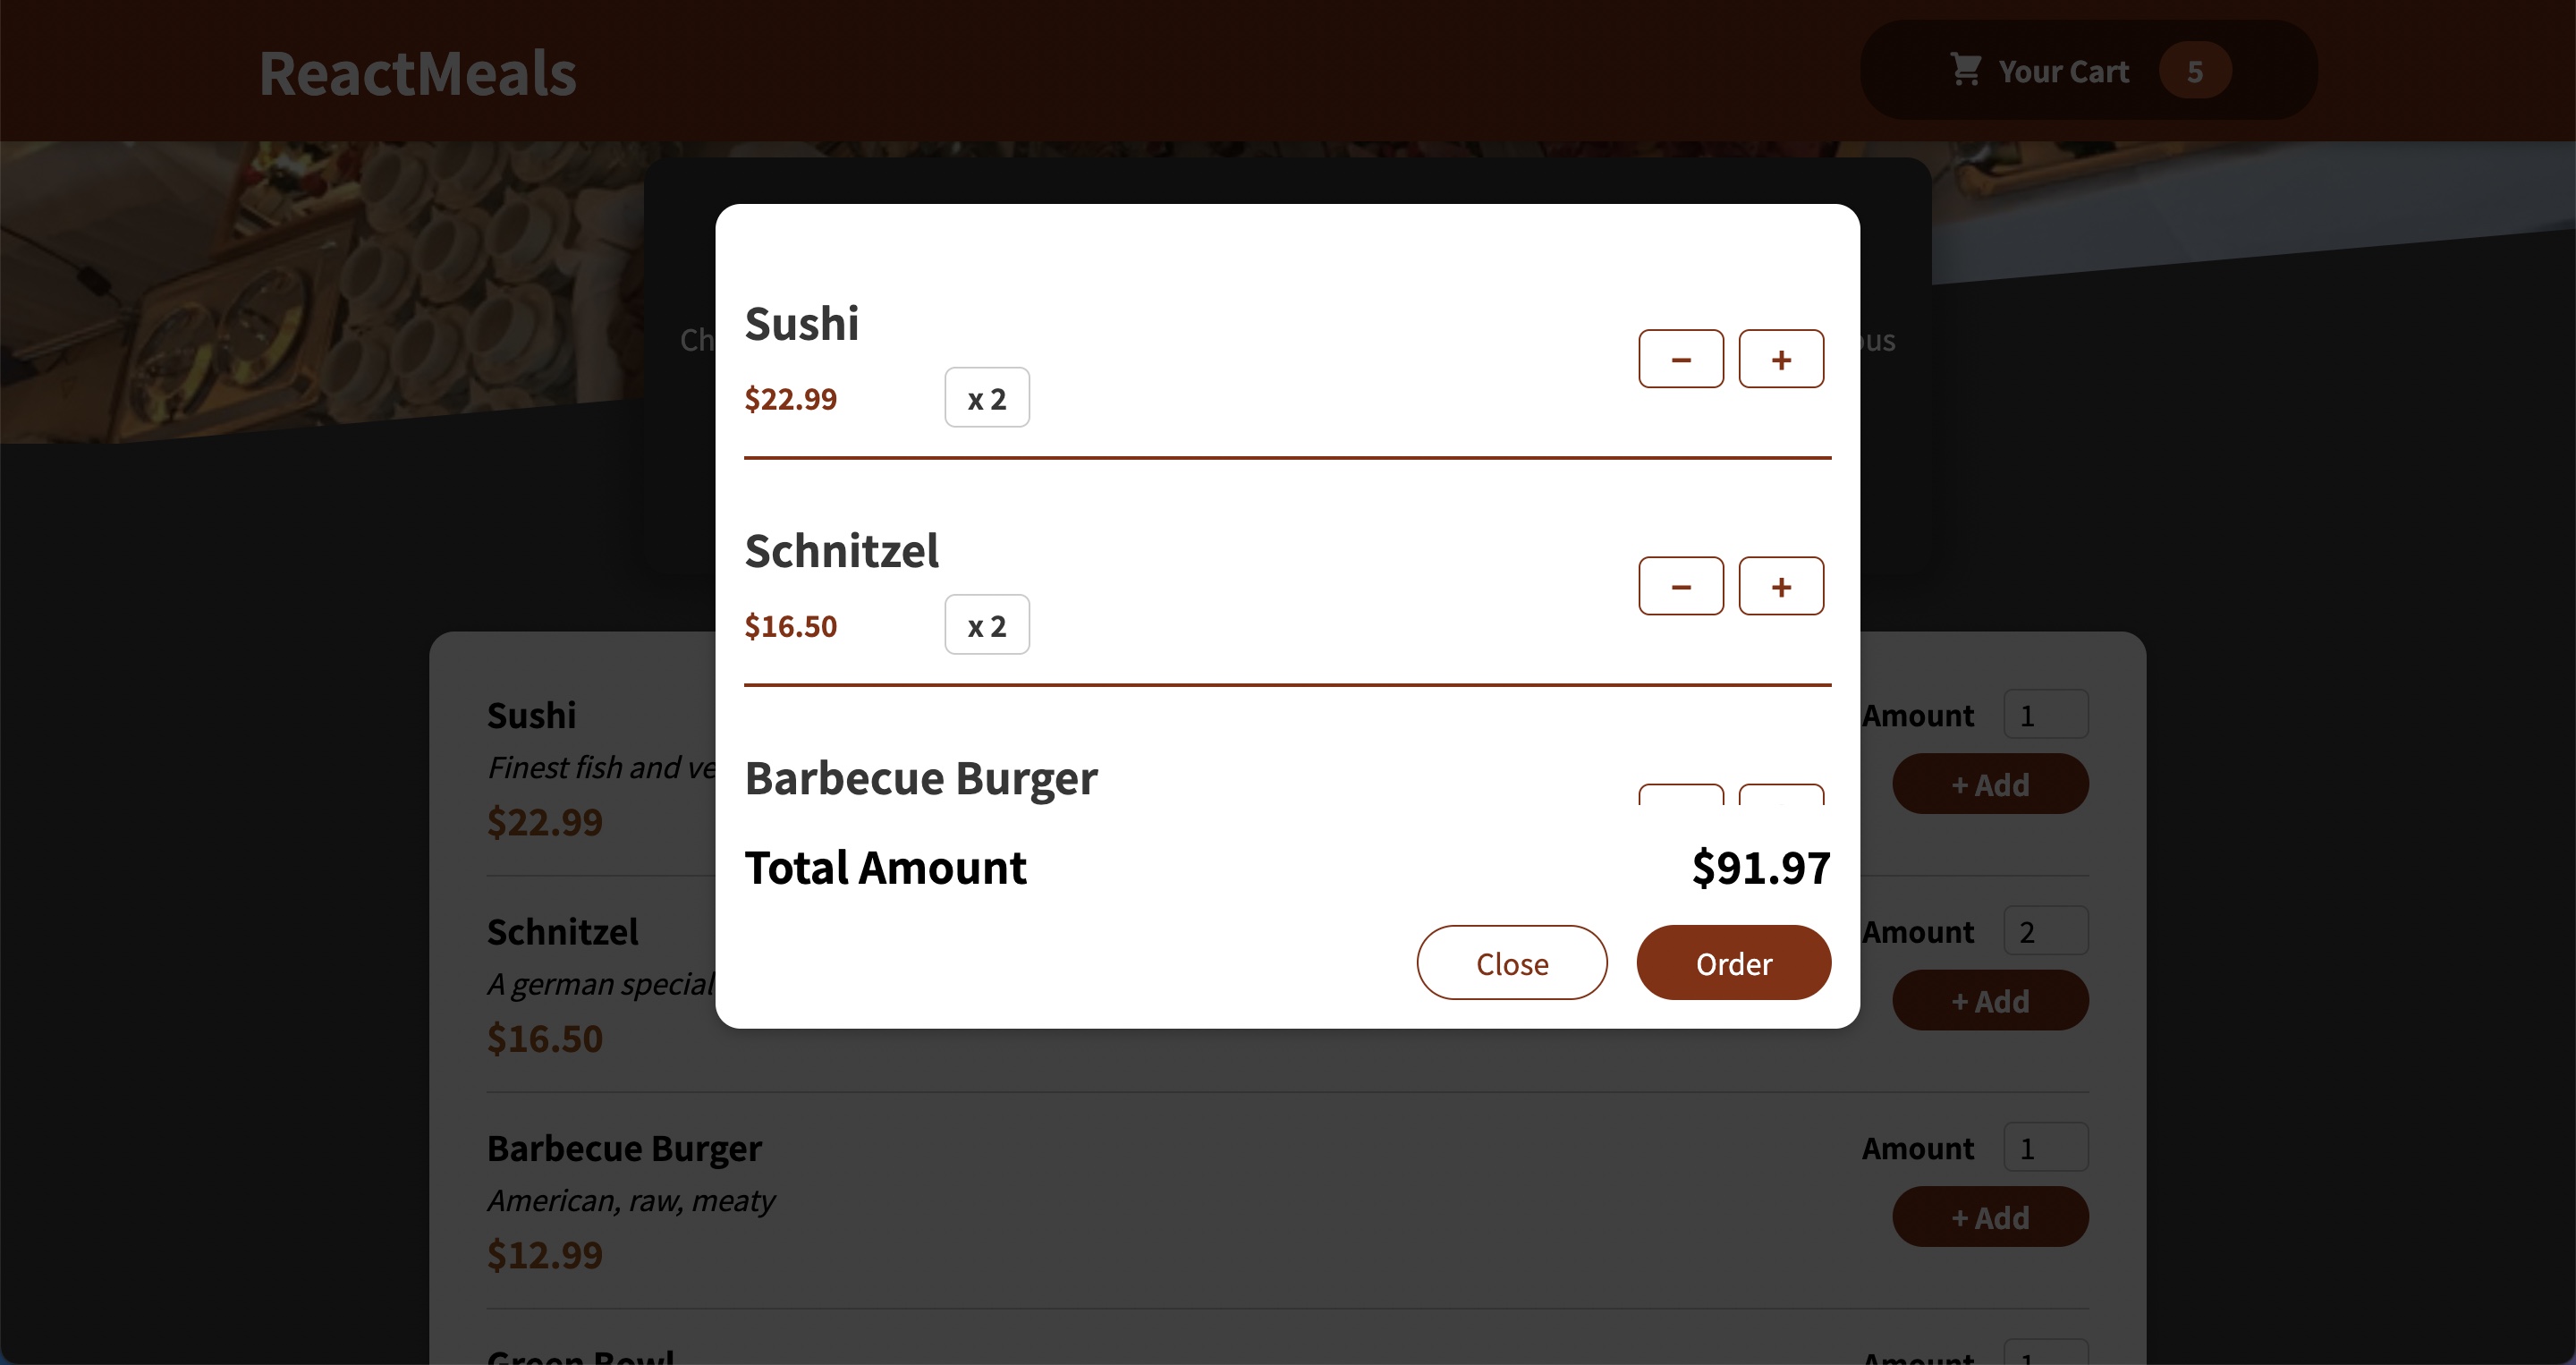 ReactMeals
Your Cart 5
Sushi
$22.99 x 2
− +
Schnitzel
$16.50 x 2
− +
Barbecue Burger
Total Amount $91.97
Close Order
Ch
ous
Sushi
Finest fish and ve
$22.99
Amount 1
+ Add
Schnitzel
A german special
$16.50
Amount 2
+ Add
Barbecue Burger
American, raw, meaty
$12.99
Amount 1
+ Add
Green Bowl
Amount 1